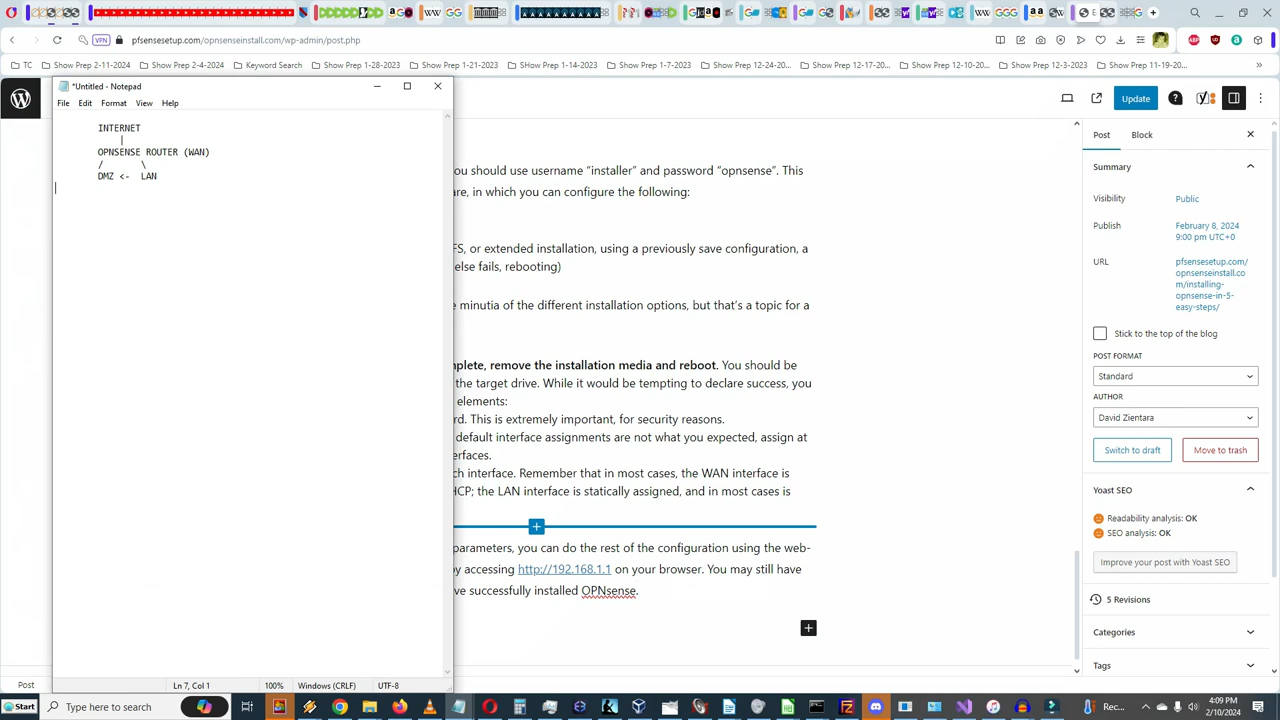 pfsensesetup.com/opnsenseinstall.com/wp-admin/post.php
VPN
TC
Show Prep 2-11-2024
Show Prep 2-4-2024
Keyword Search
Show Prep 1-28-2023
Show Prep 1-21-2023
SHow Prep 1-14-2023
Show Prep 1-7-2023
Show Prep 12-24-20...
Show Prep 12-17-20...
Show Prep 12-10-20...
Show Prep 12-3-2023
Show Prep 11-19-20...
*Untitled - Notepad
File Edit Format View Help
INTERNET
|
OPNSENSE ROUTER (WAN)
/ \
DMZ <- LAN
Ln 7, Col 1
100%
Windows (CRLF)
UTF-8
ou should use username “installer” and password “opnsense”. This
are, in which you can configure the following:
FS, or extended installation, using a previously save configuration, a
else fails, rebooting)
e minutia of the different installation options, but that’s a topic for a
mplete, remove the installation media and reboot. You should be
the target drive. While it would be tempting to declare success, you
elements:
rd. This is extremely important, for security reasons.
default interface assignments are not what you expected, assign at
erfaces.
ch interface. Remember that in most cases, the WAN interface is
HCP; the LAN interface is statically assigned, and in most cases is
parameters, you can do the rest of the configuration using the web-
by accessing http://192.168.1.1 on your browser. You may still have
ve successfully installed OPNsense.
Post
Update
Post
Block
Summary
Visibility
Public
Publish
February 8, 2024
9:00 pm UTC+0
URL
pfsensesetup.com/
opnsenseinstall.co
m/installing-
opnsense-in-5-
easy-steps/
Stick to the top of the blog
POST FORMAT
Standard
AUTHOR
David Zientara
Switch to draft
Move to trash
Yoast SEO
Readability analysis: OK
SEO analysis: OK
Improve your post with Yoast SEO
5 Revisions
Categories
Tags
Start
Type here to search
Recc...
4:09 PM
2/10/2024